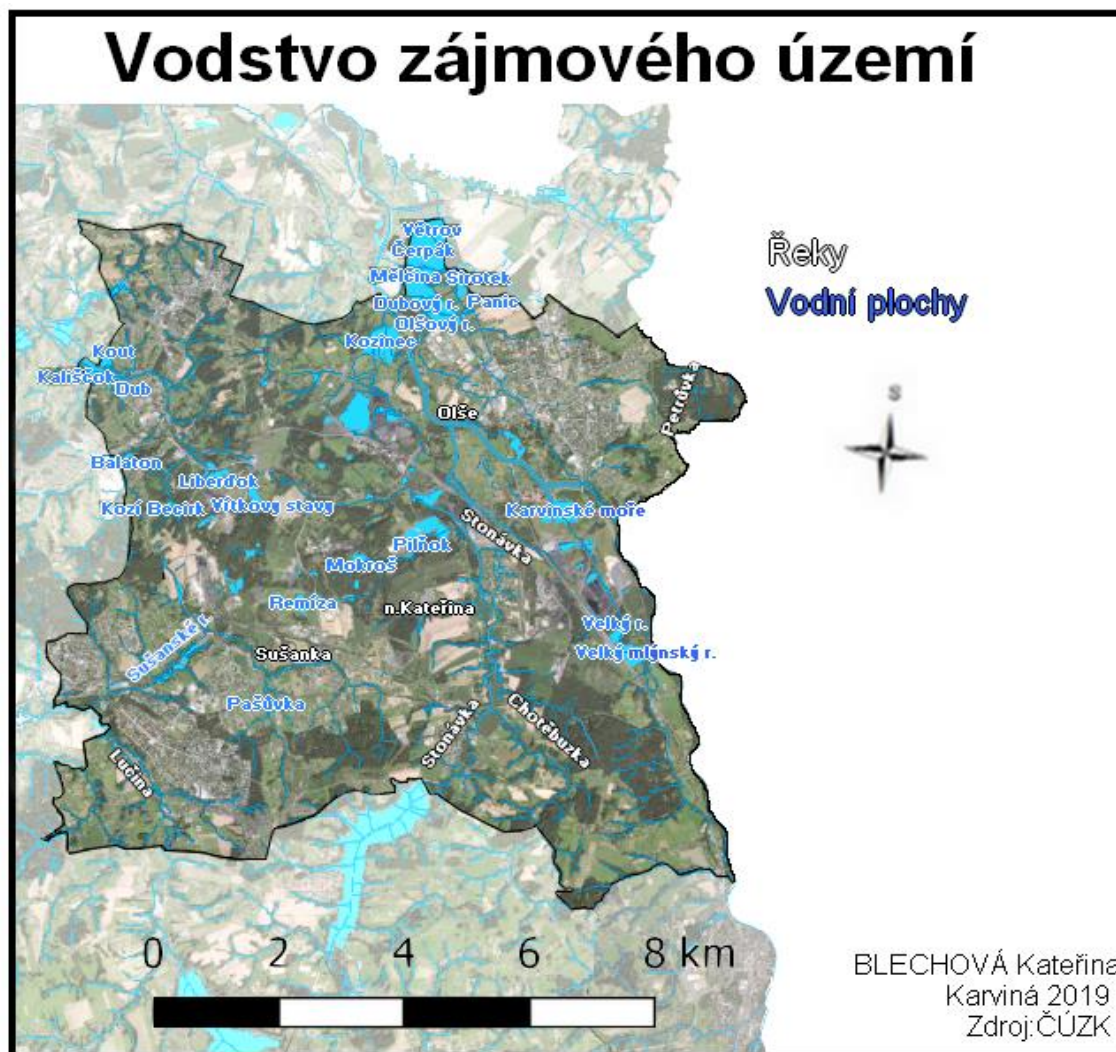 Vodstvo zájmového území
Větrov
Čerpák
Mělčina Sirotek
Dubový r. Panic
Olšový r.
Kozinec
Kout
Kališčok
Dub
Olše
Petrůvka
Balaton
Liberďok
Kozí Becirk Vítkovy stavy
Karvinské moře
Stonávka
Pilňok
Mokroš
Remíza
n.Kateřina
Velký r.
Sušanské r.
Sušanka
Velký mlýnský r.
Pašůvka
Stonávka
Chotěbuzka
Lučina
Řeky
Vodní plochy
S
0 2 4 6 8 km
BLECHOVÁ Kateřina
Karviná 2019
Zdroj:ČÚZK